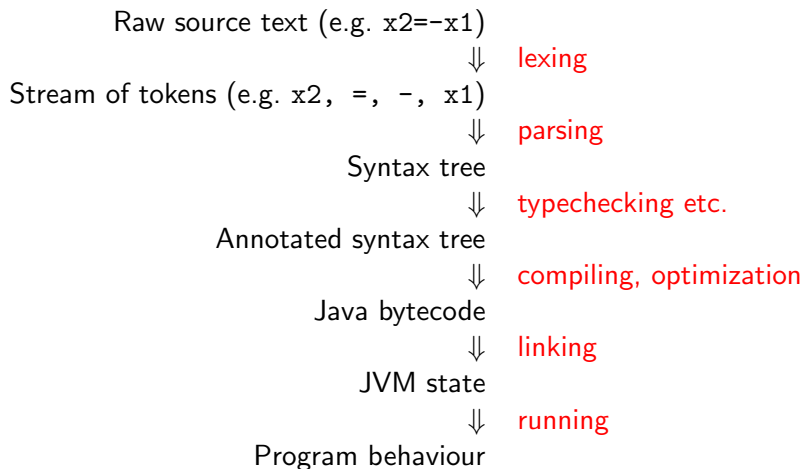 Raw source text (e.g. x2=-x1)
⇓ lexing
Stream of tokens (e.g. x2, =, -, x1)
⇓ parsing
Syntax tree
⇓ typechecking etc.
Annotated syntax tree
⇓ compiling, optimization
Java bytecode
⇓ linking
JVM state
⇓ running
Program behaviour